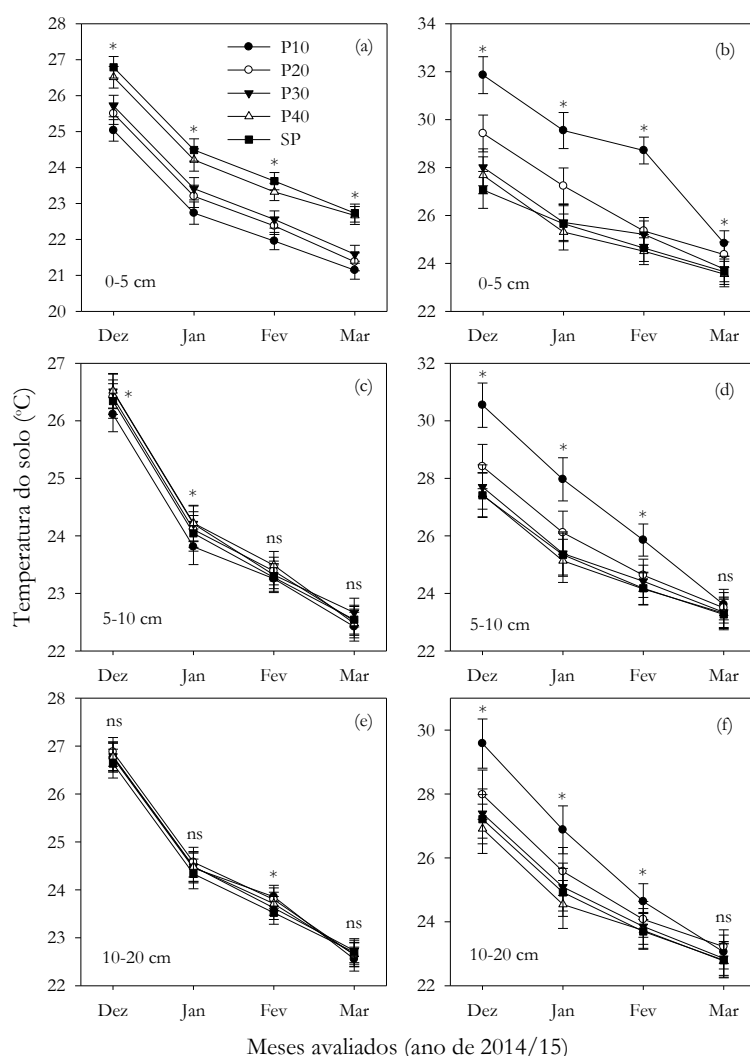 (a)
P10
P20
P30
P40
SP
* * * *
28
27
26
25
24
23
22
21
20
0-5 cm
Dez Jan Fev Mar
(b)
* * * *
34
32
30
28
26
24
22
0-5 cm
Dez Jan Fev Mar
(c)
* * ns ns
27
26
25
24
23
22
5-10 cm
Dez Jan Fev Mar
(d)
* * * ns
32
30
28
26
24
22
5-10 cm
Dez Jan Fev Mar
(e)
ns ns * ns
28
27
26
25
24
23
22
10-20 cm
Dez Jan Fev Mar
(f)
* * * ns
30
28
26
24
22
10-20 cm
Dez Jan Fev Mar
Temperatura do solo (ºC)
Meses avaliados (ano de 2014/15)